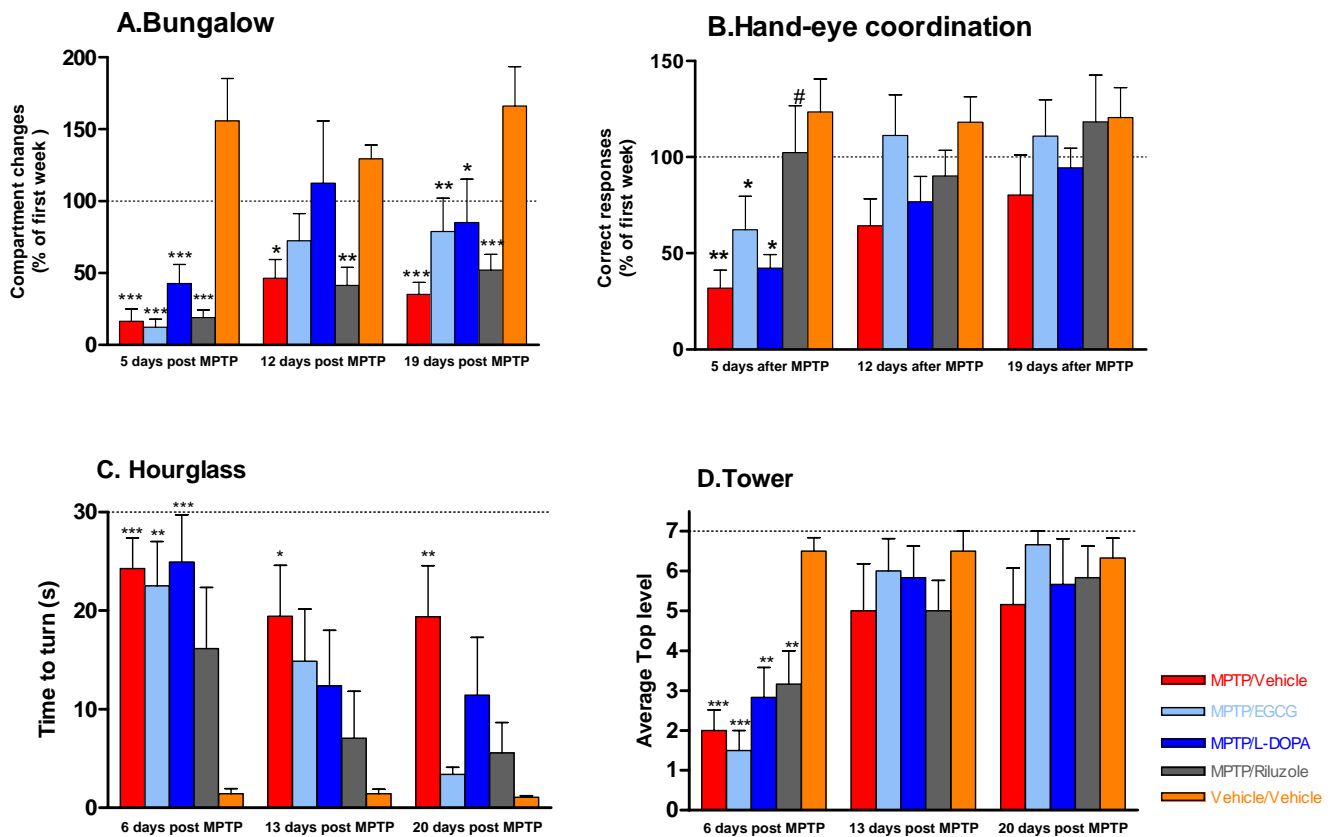 A.Bungalow
Compartment changes
(% of first week )
200
150
100
50
0
***
***
***
***
*
**
***
**
*
***
5 days post MPTP
12 days post MPTP
19 days post MPTP
B.Hand-eye coordination
Correct responses
(% of first week)
150
100
50
0
**
*
*
#
5 days after MPTP
12 days after MPTP
19 days after MPTP
C. Hourglass
Time to turn (s)
30
20
10
0
***
**
***
*
**
6 days post MPTP
13 days post MPTP
20 days post MPTP
D.Tower
Average Top level
7
6
5
4
3
2
1
0
***
***
**
**
6 days post MPTP
13 days post MPTP
20 days post MPTP
MPTP/Vehicle
MPTP/EGCG
MPTP/L-DOPA
MPTP/Riluzole
Vehicle/Vehicle